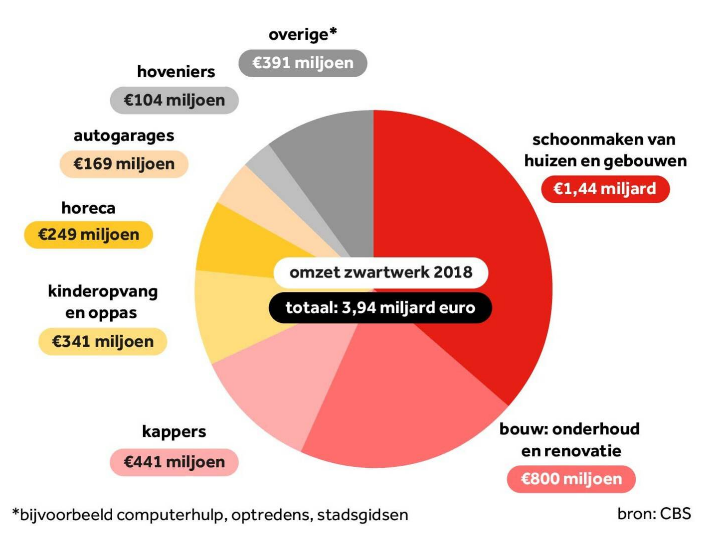 overige*
€391 miljoen
hoveniers
€104 miljoen
autogarages
€169 miljoen
horeca
€249 miljoen
kinderopvang
en oppas
€341 miljoen
kappers
€441 miljoen
schoonmaken van
huizen en gebouwen
€1,44 miljard
omzet zwartwerk 2018
totaal: 3,94 miljard euro
bouw: onderhoud
en renovatie
€800 miljoen
*bijvoorbeeld computerhulp, optredens, stadsgidsen
bron: CBS